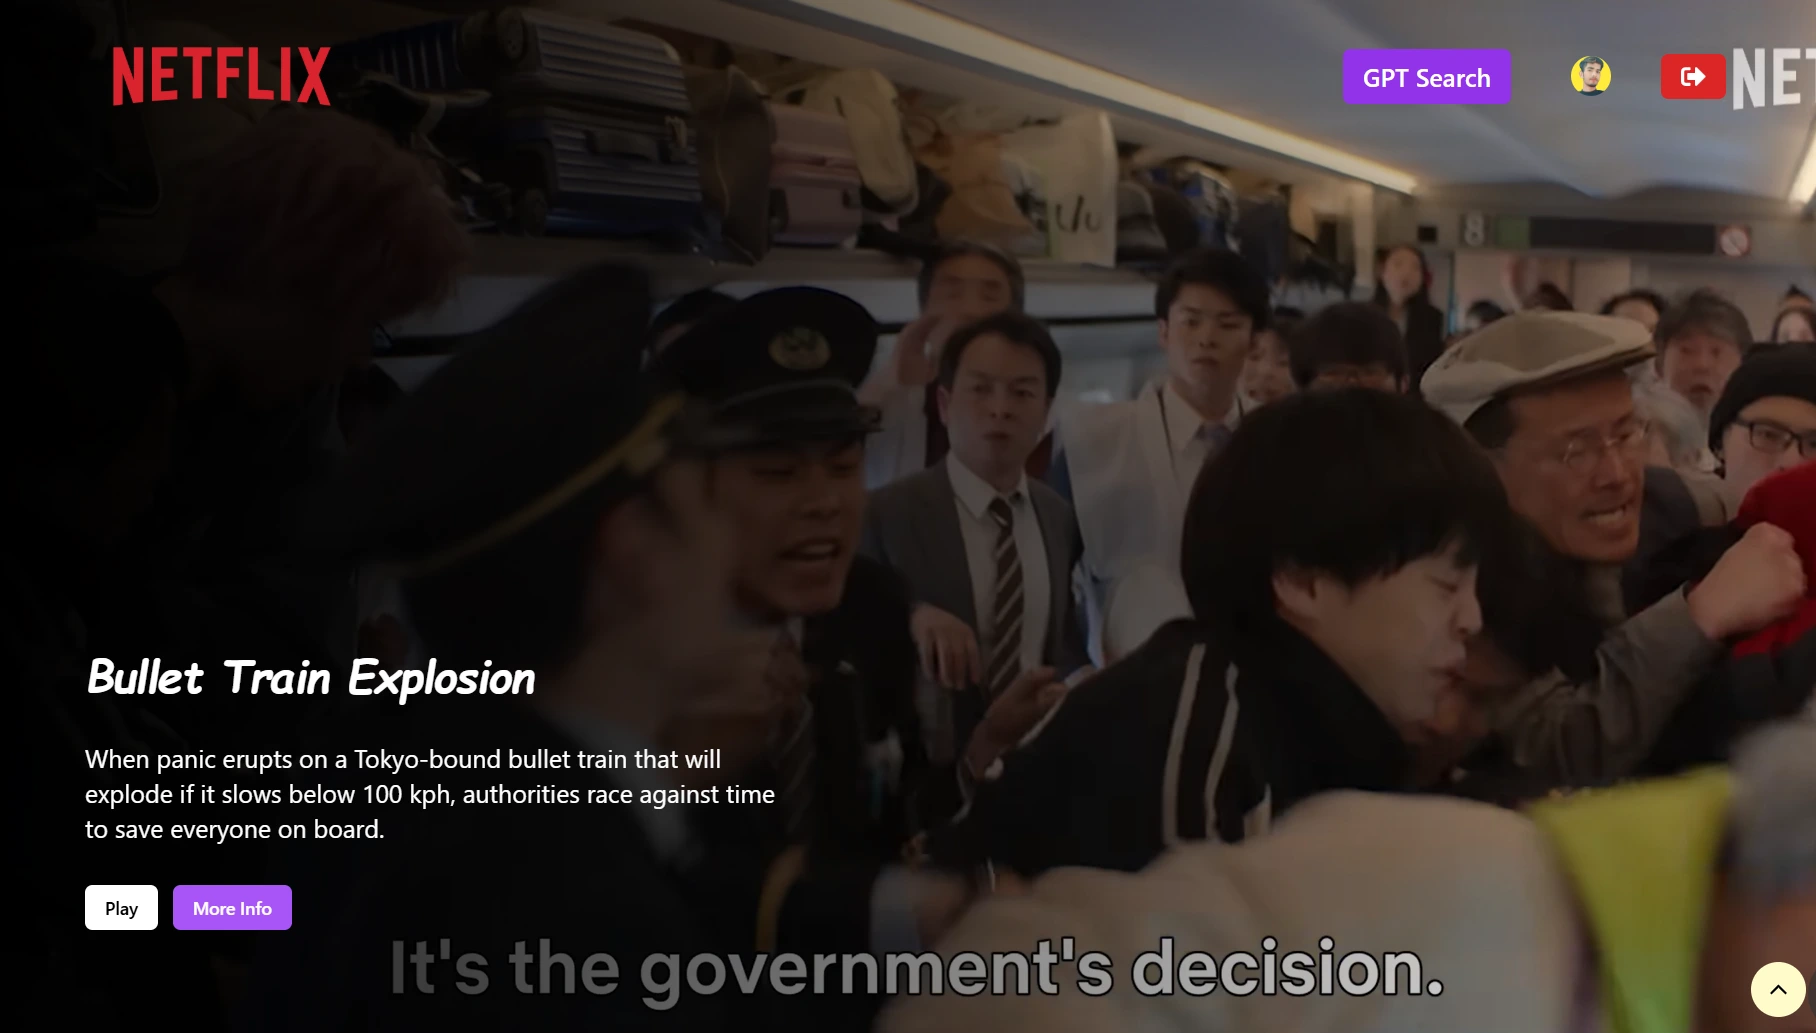 NETFLIX
GPT Search
NET
8
Bullet Train Explosion
When panic erupts on a Tokyo-bound bullet train that will
explode if it slows below 100 kph, authorities race against time
to save everyone on board.
Play
More Info
It's the government's decision.